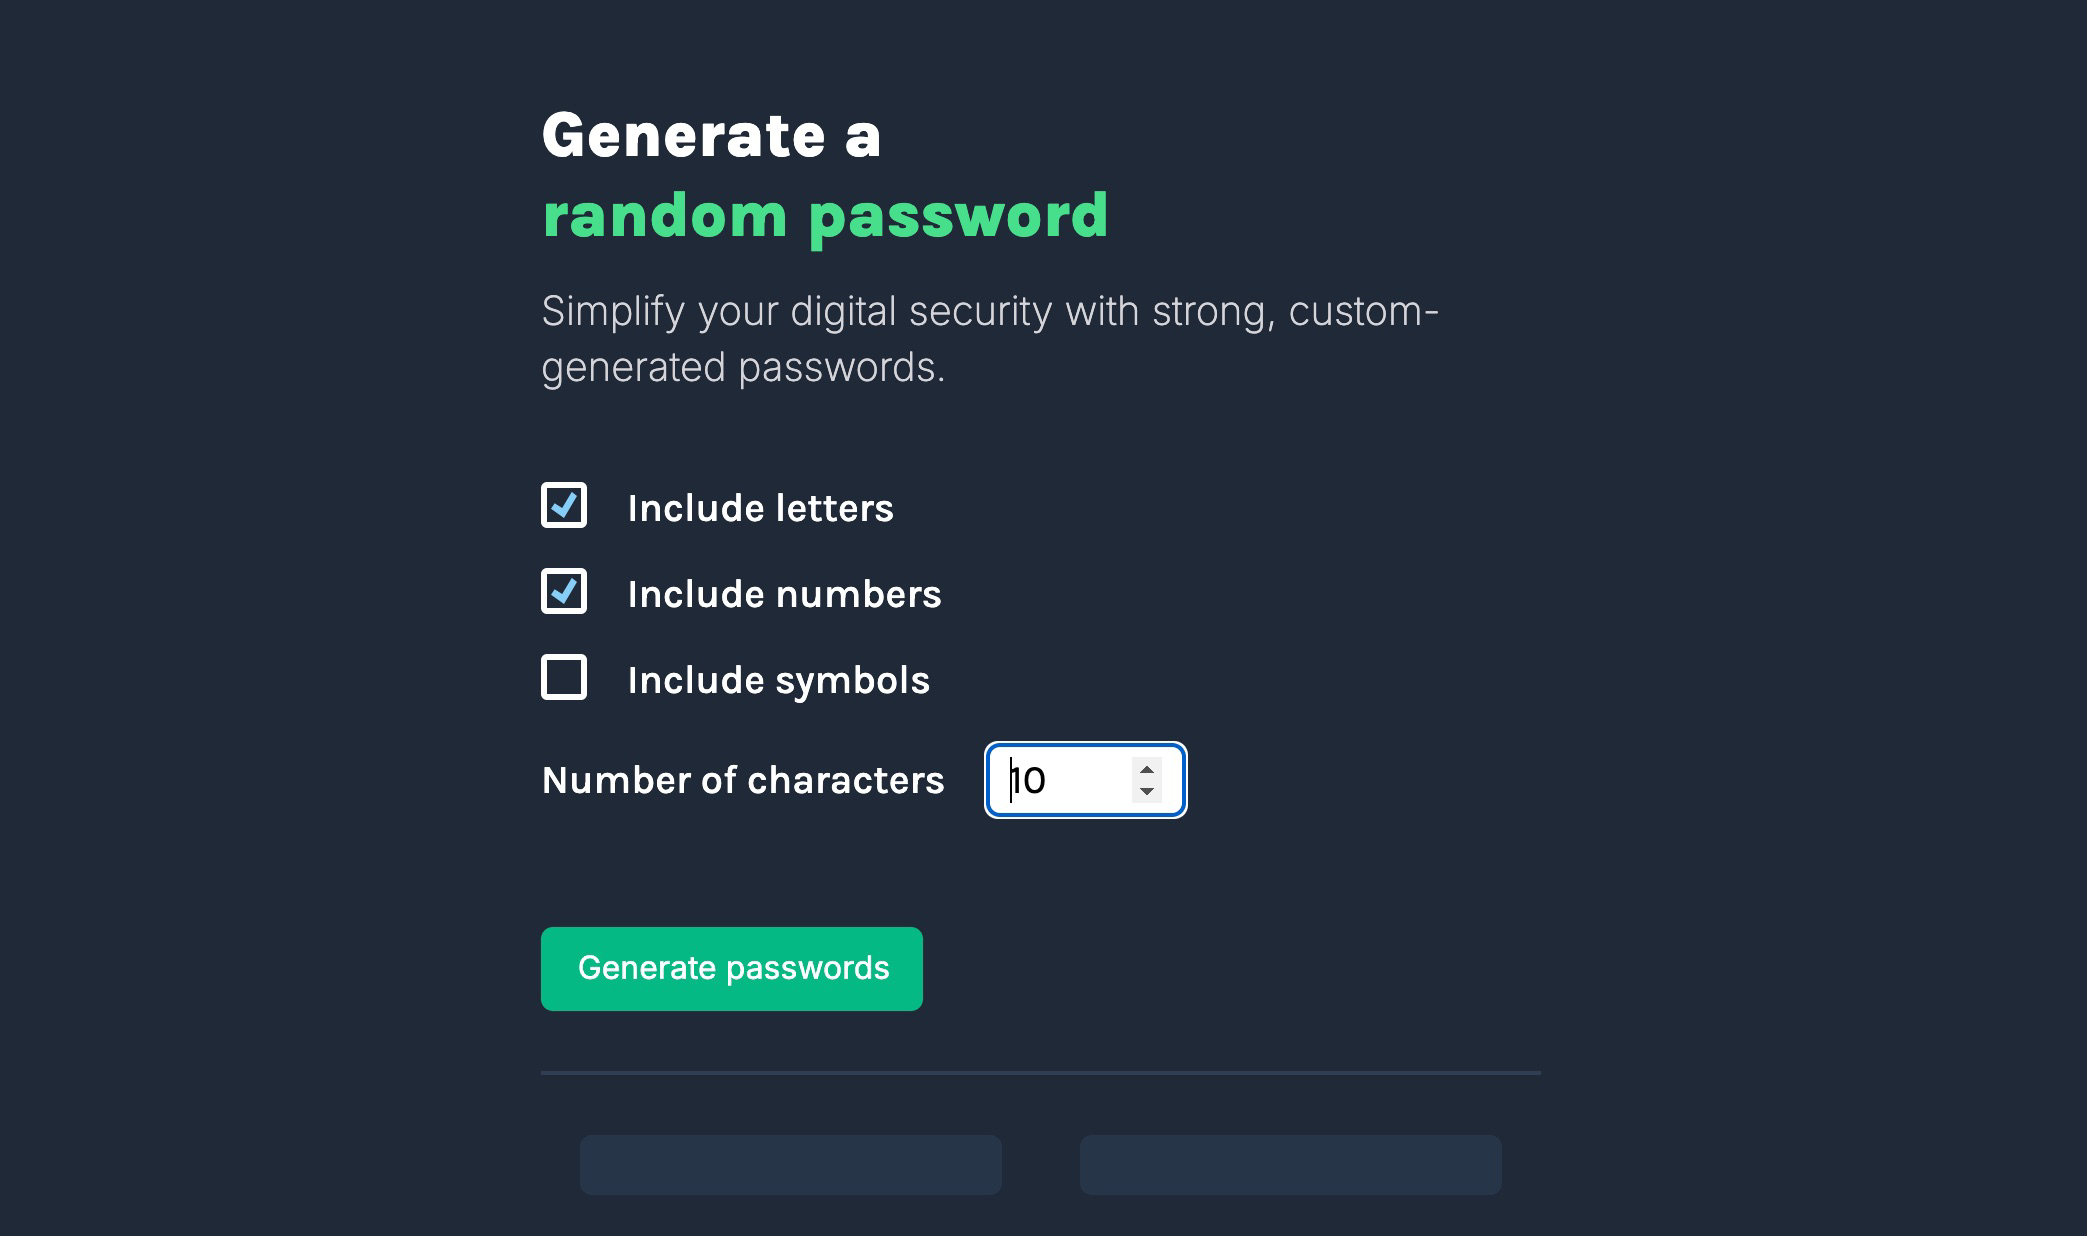 Generate a
random password
Simplify your digital security with strong, custom-
generated passwords.
Include letters
Include numbers
Include symbols
Number of characters 10
Generate passwords